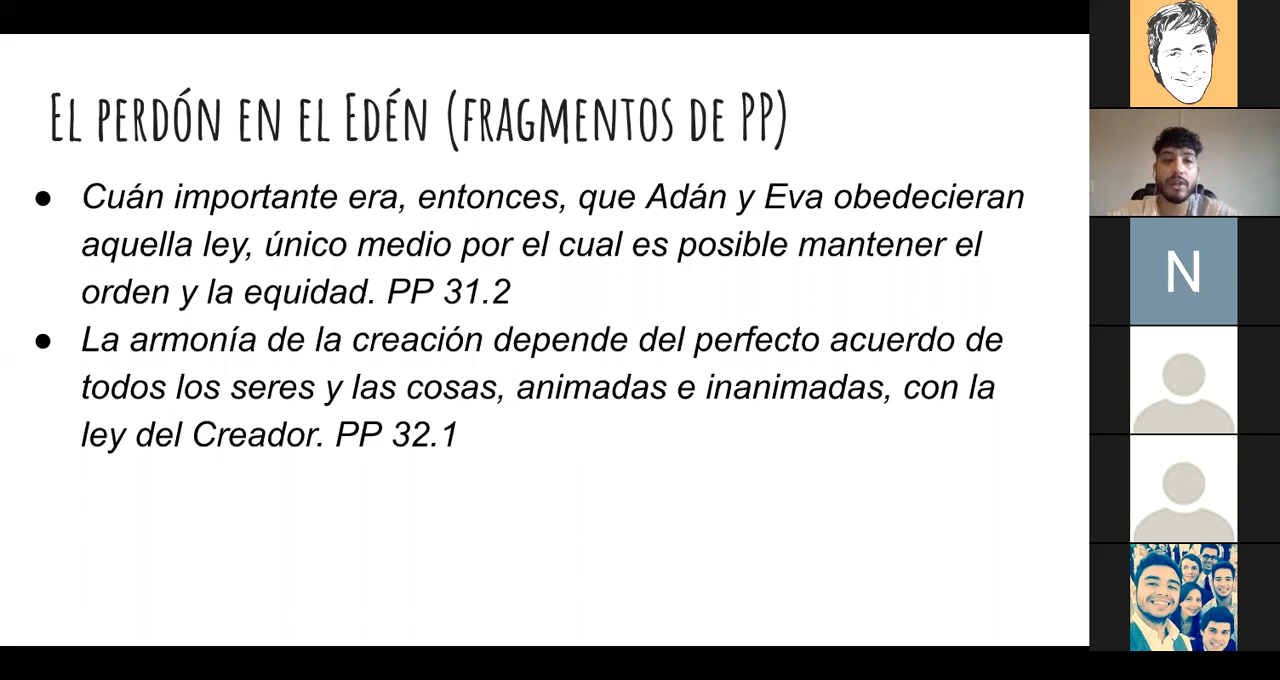 El perdón en el Edén (fragmentos de PP)
● Cuán importante era, entonces, que Adán y Eva obedecieran
aquella ley, único medio por el cual es posible mantener el
orden y la equidad. PP 31.2
● La armonía de la creación depende del perfecto acuerdo de
todos los seres y las cosas, animadas e inanimadas, con la
ley del Creador. PP 32.1
N